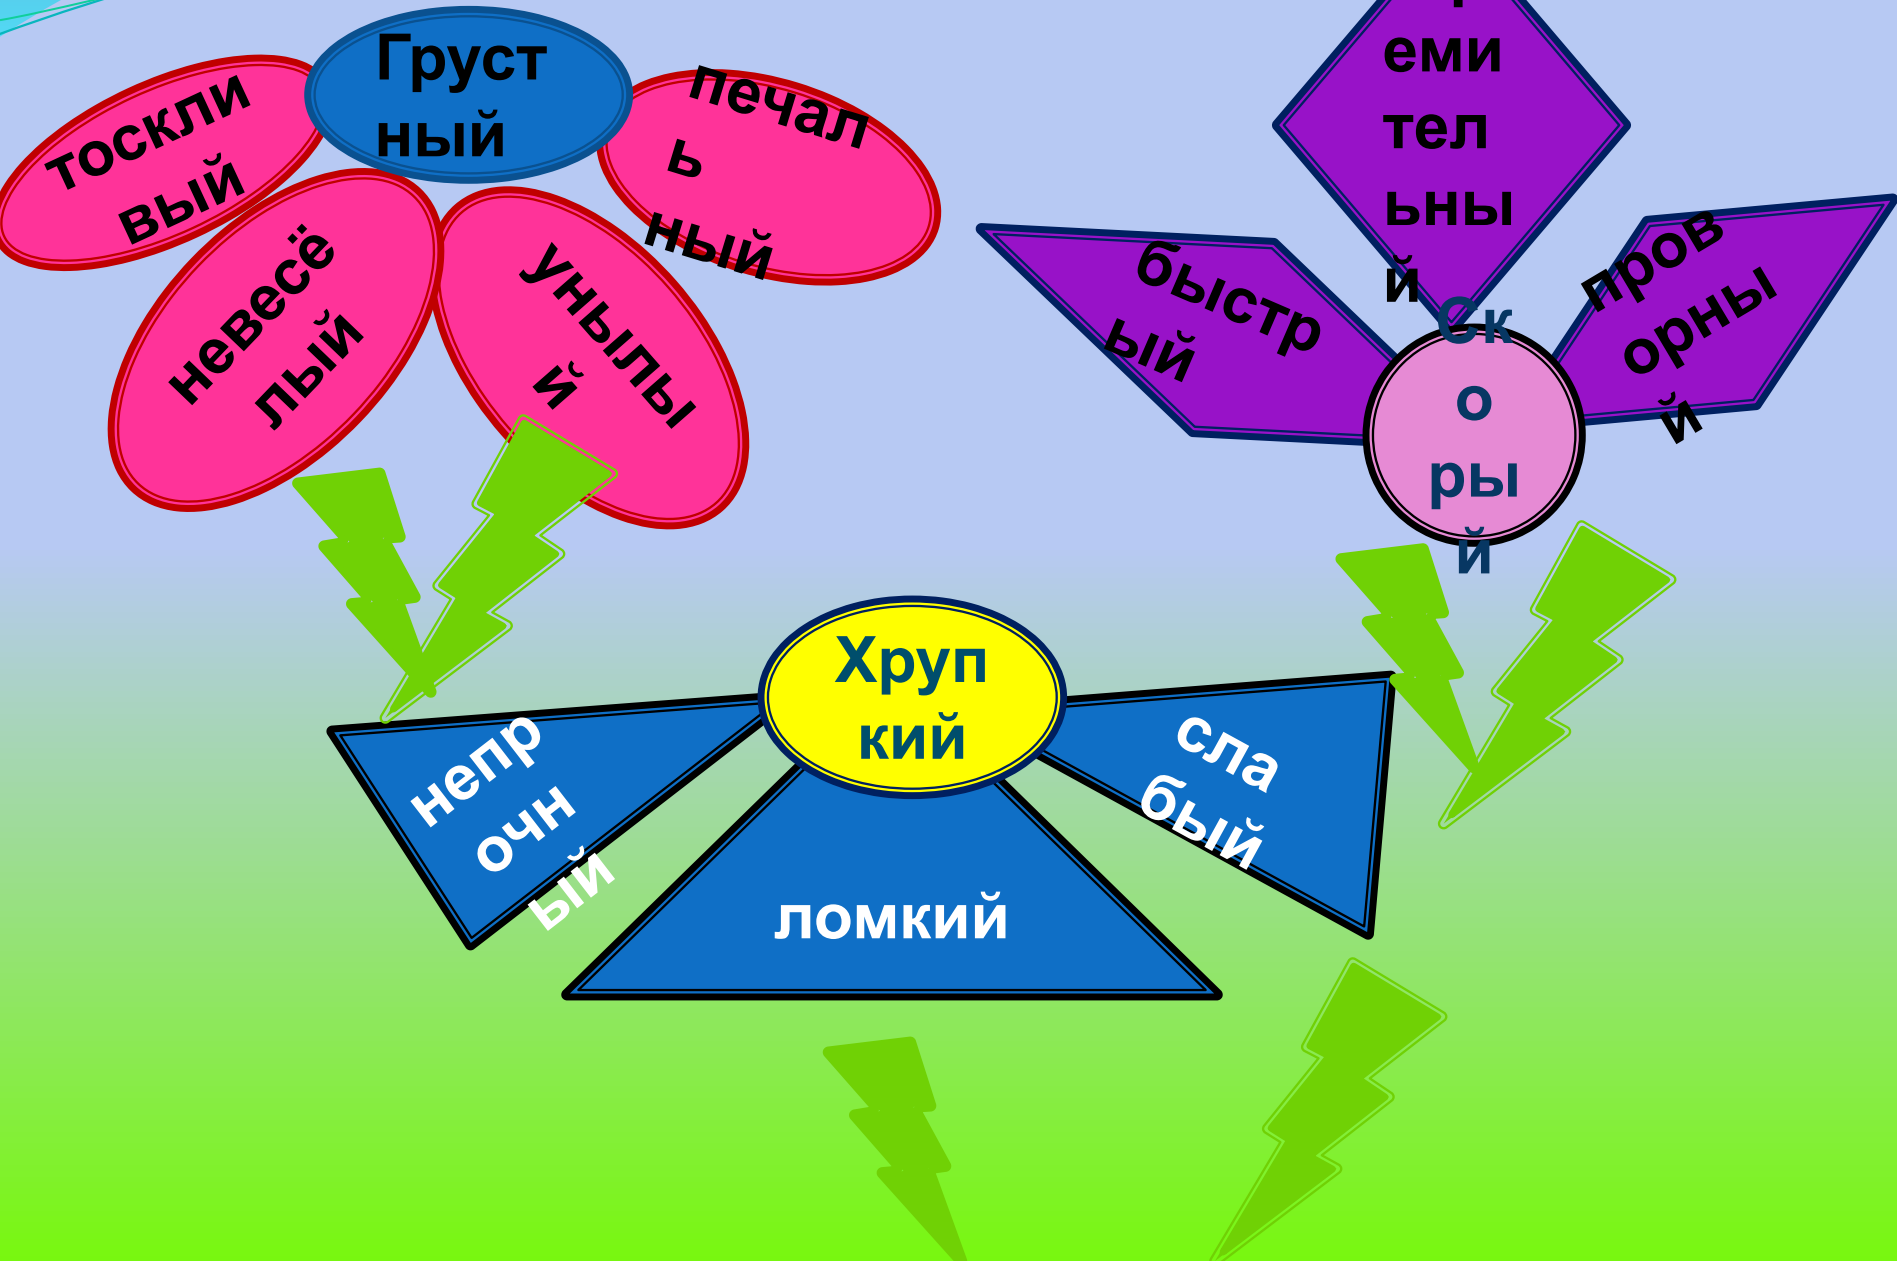 Груст
ный
тоскли
вый
невесё
лый
унылы
й
печал
ь
ный
еми
тел
ьны
й
быстр
ый
пров
орны
й
Ск
о
ры
й
Хруп
кий
непр
очн
ый
ломкий
сла
бый